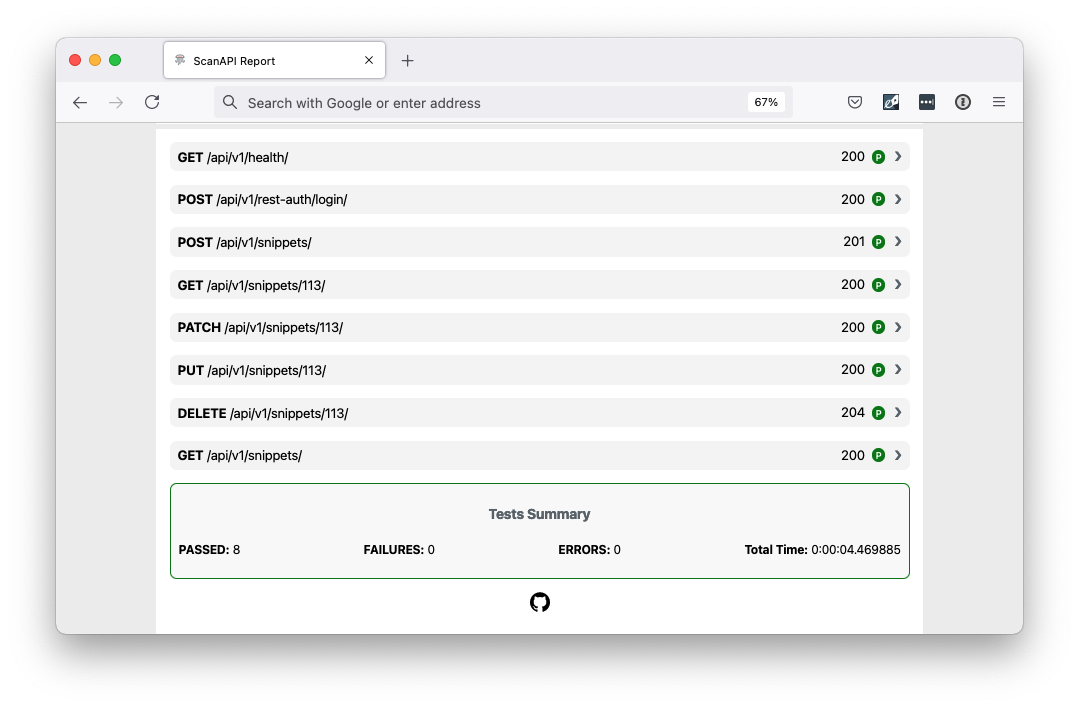 ScanAPI Report
Search with Google or enter address 67%
GET /api/v1/health/ 200 P
POST /api/v1/rest-auth/login/ 200 P
POST /api/v1/snippets/ 201 P
GET /api/v1/snippets/113/ 200 P
PATCH /api/v1/snippets/113/ 200 P
PUT /api/v1/snippets/113/ 200 P
DELETE /api/v1/snippets/113/ 204 P
GET /api/v1/snippets/ 200 P
Tests Summary
PASSED: 8 FAILURES: 0 ERRORS: 0 Total Time: 0:00:04.469885